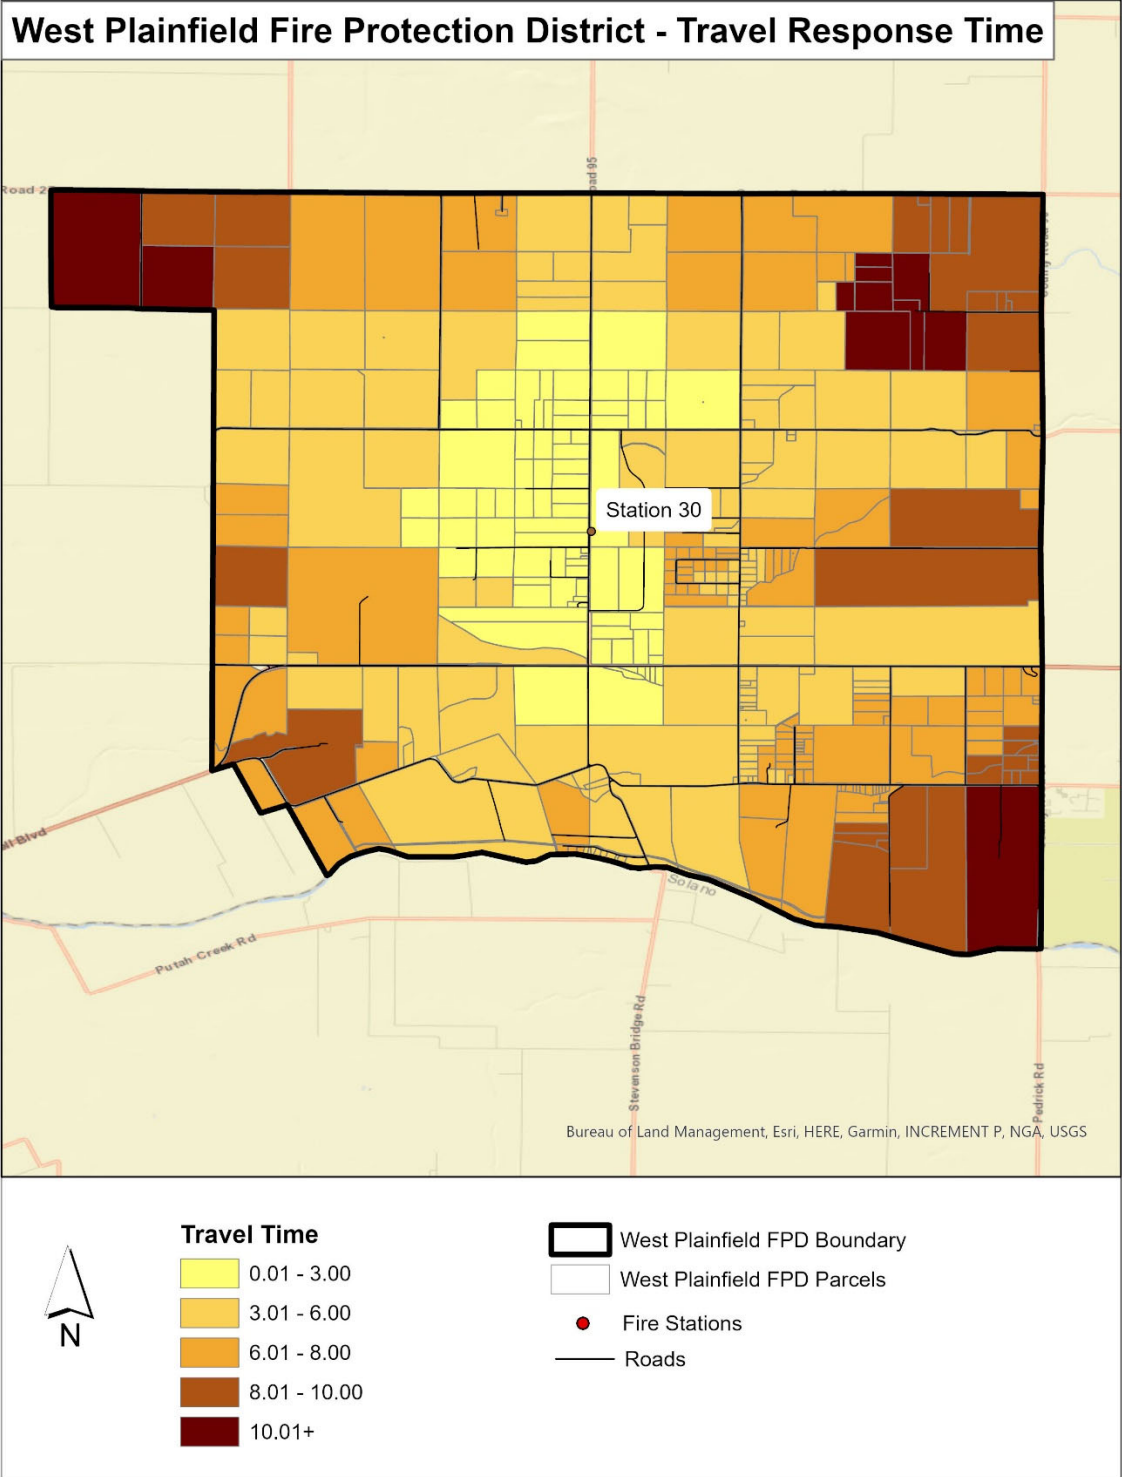 West Plainfield Fire Protection District - Travel Response Time
Road 2
oad 95
Station 30
ll Blvd
Solano
Putah Creek Rd
Stevenson Bridge Rd
Pedrick Rd
Bureau of Land Management, Esri, HERE, Garmin, INCREMENT P, NGA, USGS
N
Travel Time
0.01 - 3.00
3.01 - 6.00
6.01 - 8.00
8.01 - 10.00
10.01+
West Plainfield FPD Boundary
West Plainfield FPD Parcels
Fire Stations
Roads